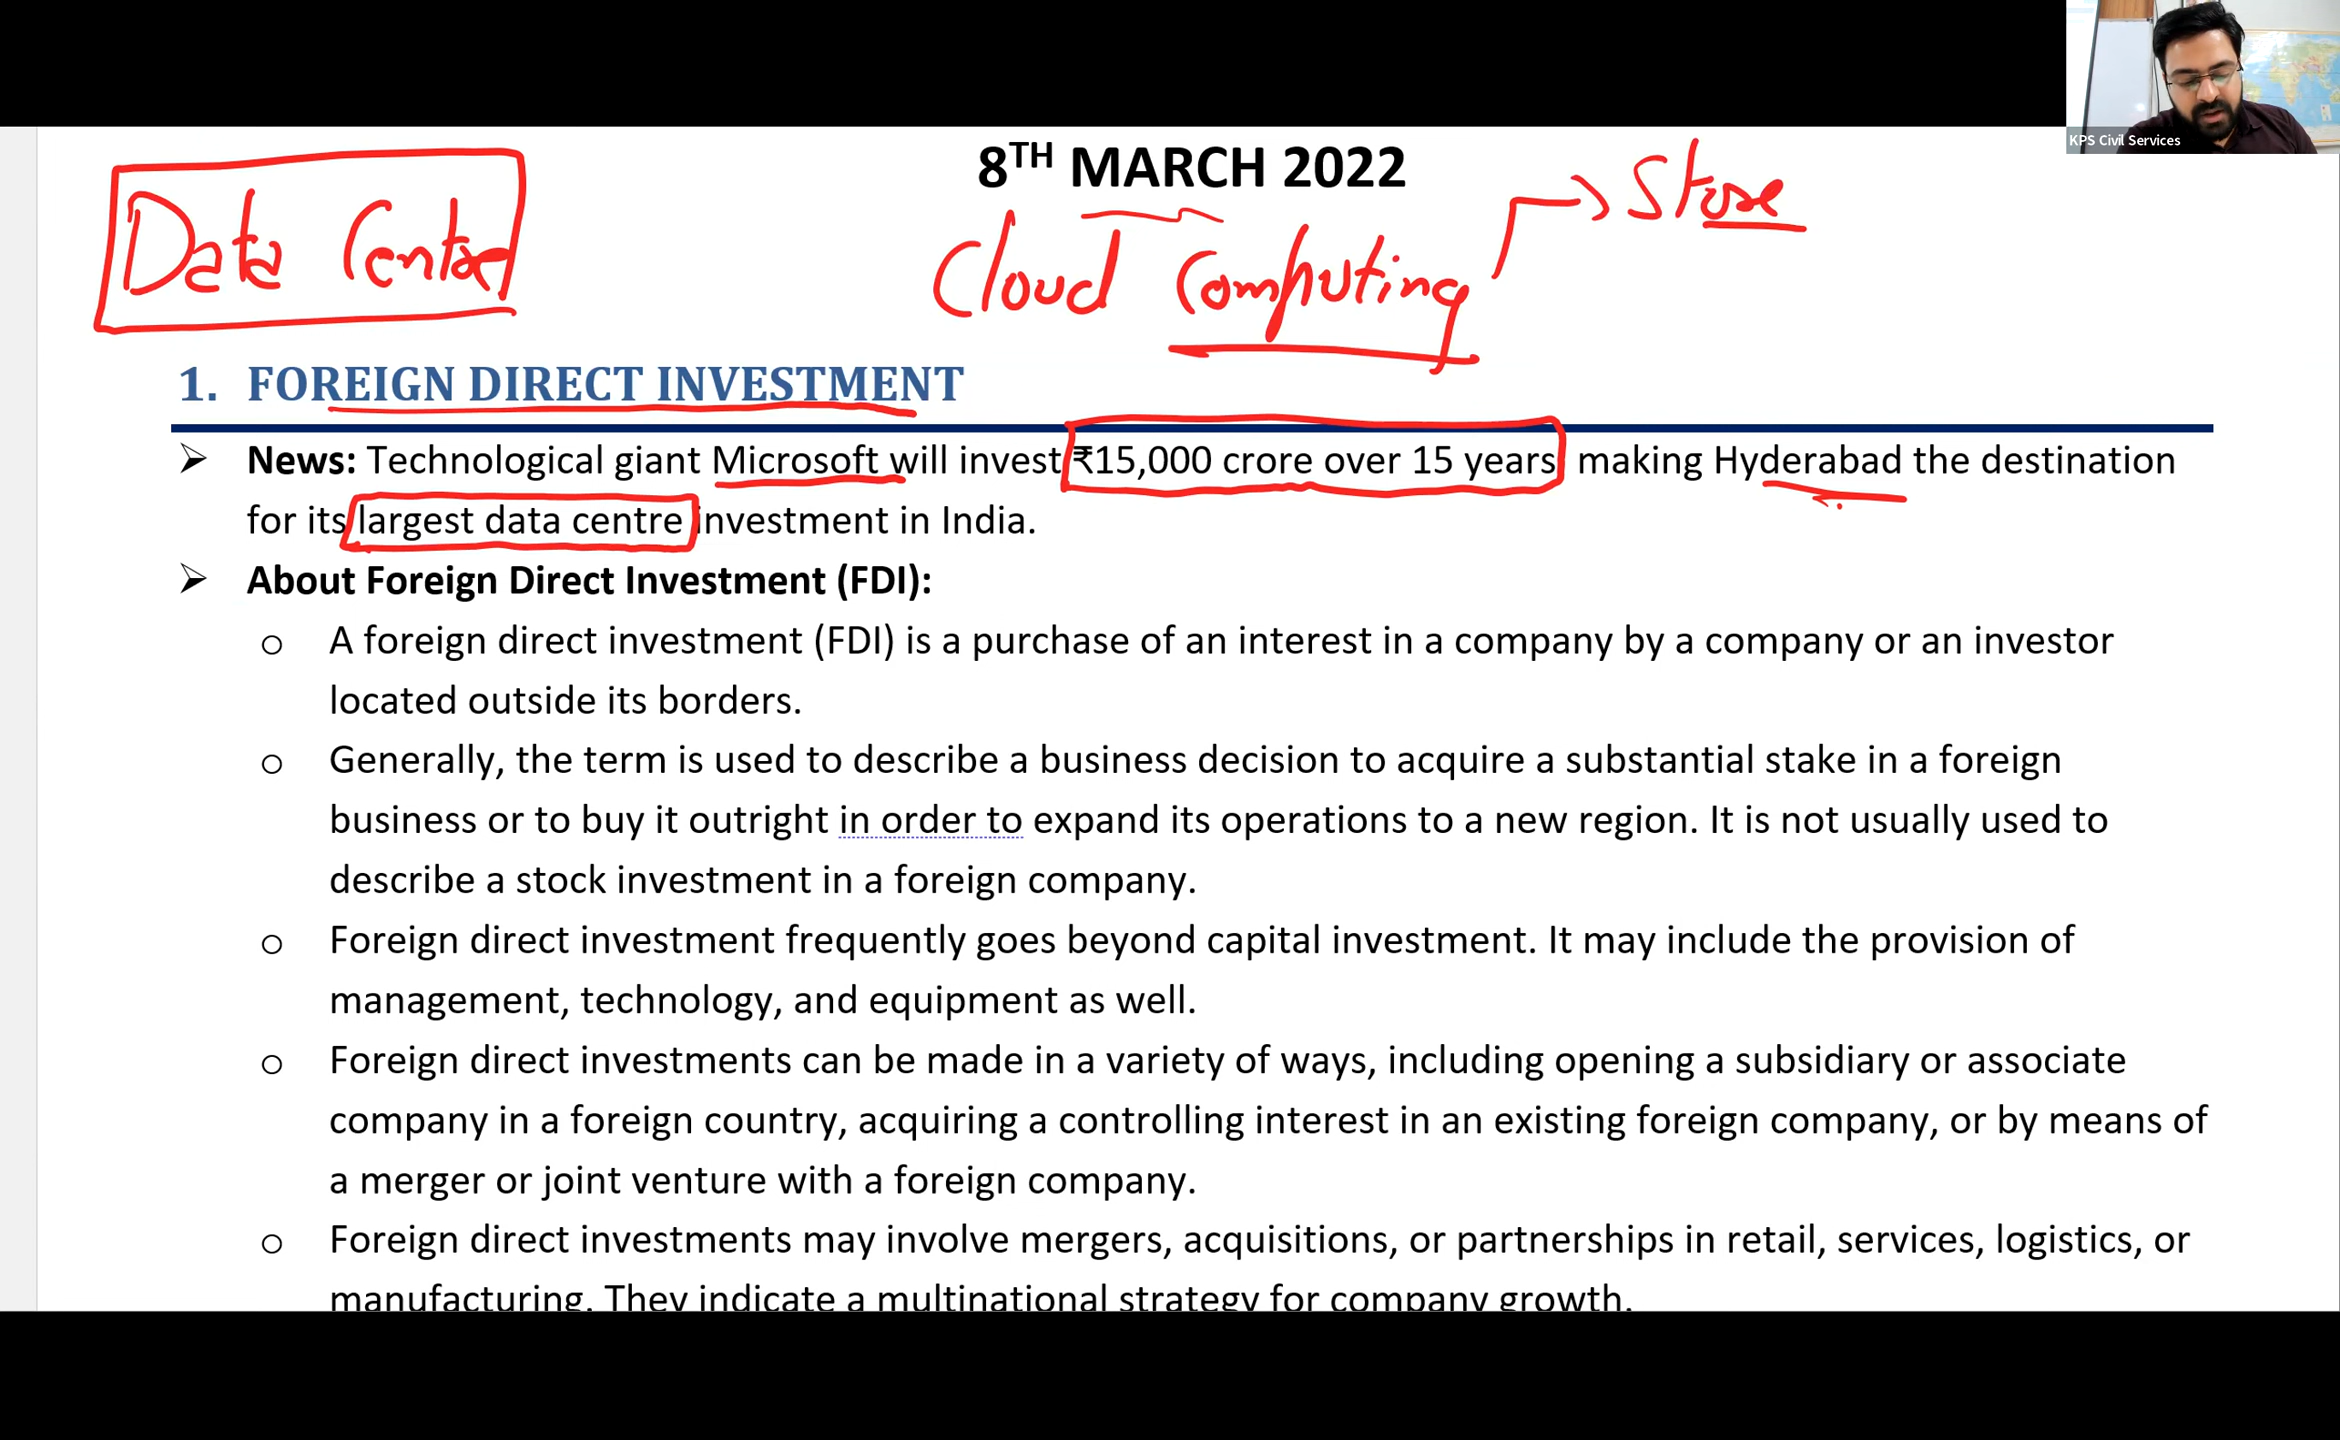 KPS Civil Services
8TH MARCH 2022
Store
Data Centre
Cloud Computing
1. FOREIGN DIRECT INVESTMENT
➢ News: Technological giant Microsoft will invest ₹15,000 crore over 15 years making Hyderabad the destination
for its largest data centre investment in India.
➢ About Foreign Direct Investment (FDI):
o A foreign direct investment (FDI) is a purchase of an interest in a company by a company or an investor
located outside its borders.
o Generally, the term is used to describe a business decision to acquire a substantial stake in a foreign
business or to buy it outright in order to expand its operations to a new region. It is not usually used to
describe a stock investment in a foreign company.
o Foreign direct investment frequently goes beyond capital investment. It may include the provision of
management, technology, and equipment as well.
o Foreign direct investments can be made in a variety of ways, including opening a subsidiary or associate
company in a foreign country, acquiring a controlling interest in an existing foreign company, or by means of
a merger or joint venture with a foreign company.
o Foreign direct investments may involve mergers, acquisitions, or partnerships in retail, services, logistics, or
manufacturing. They indicate a multinational strategy for company growth.